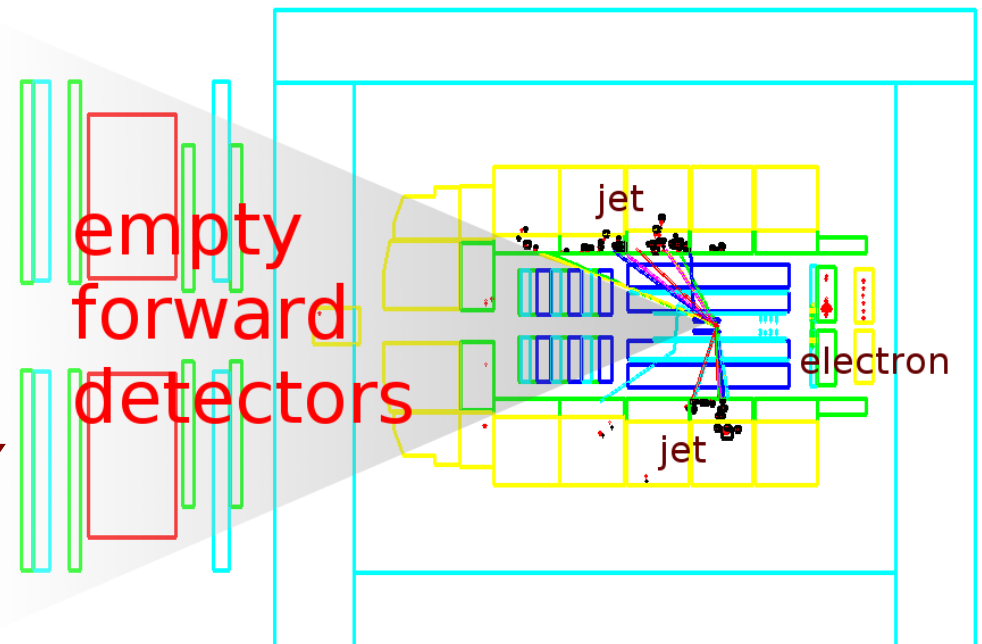 jet
empty
forward
detectors
electron
jet